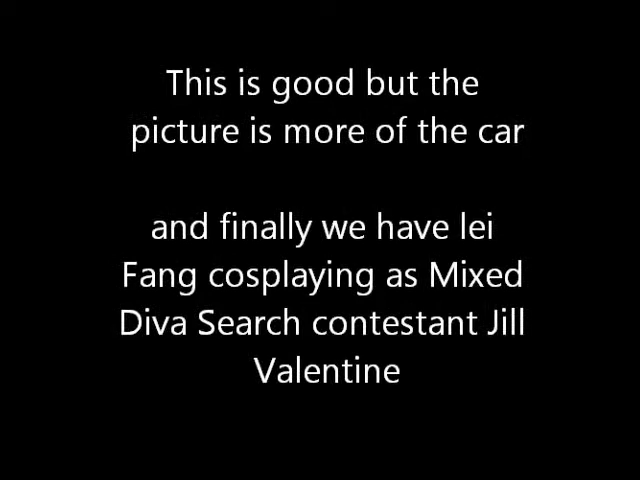 This is good but the
picture is more of the car
and finally we have lei
Fang cosplaying as Mixed
Diva Search contestant Jill
Valentine